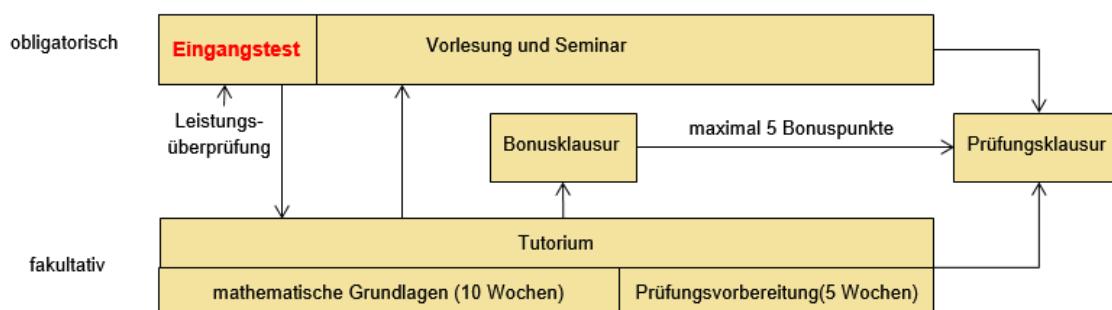 obligatorisch
Eingangstest
Vorlesung und Seminar
Leistungs-
überprüfung
Bonusklausur
maximal 5 Bonuspunkte
Prüfungsklausur
Tutorium
fakultativ
mathematische Grundlagen (10 Wochen)
Prüfungsvorbereitung(5 Wochen)